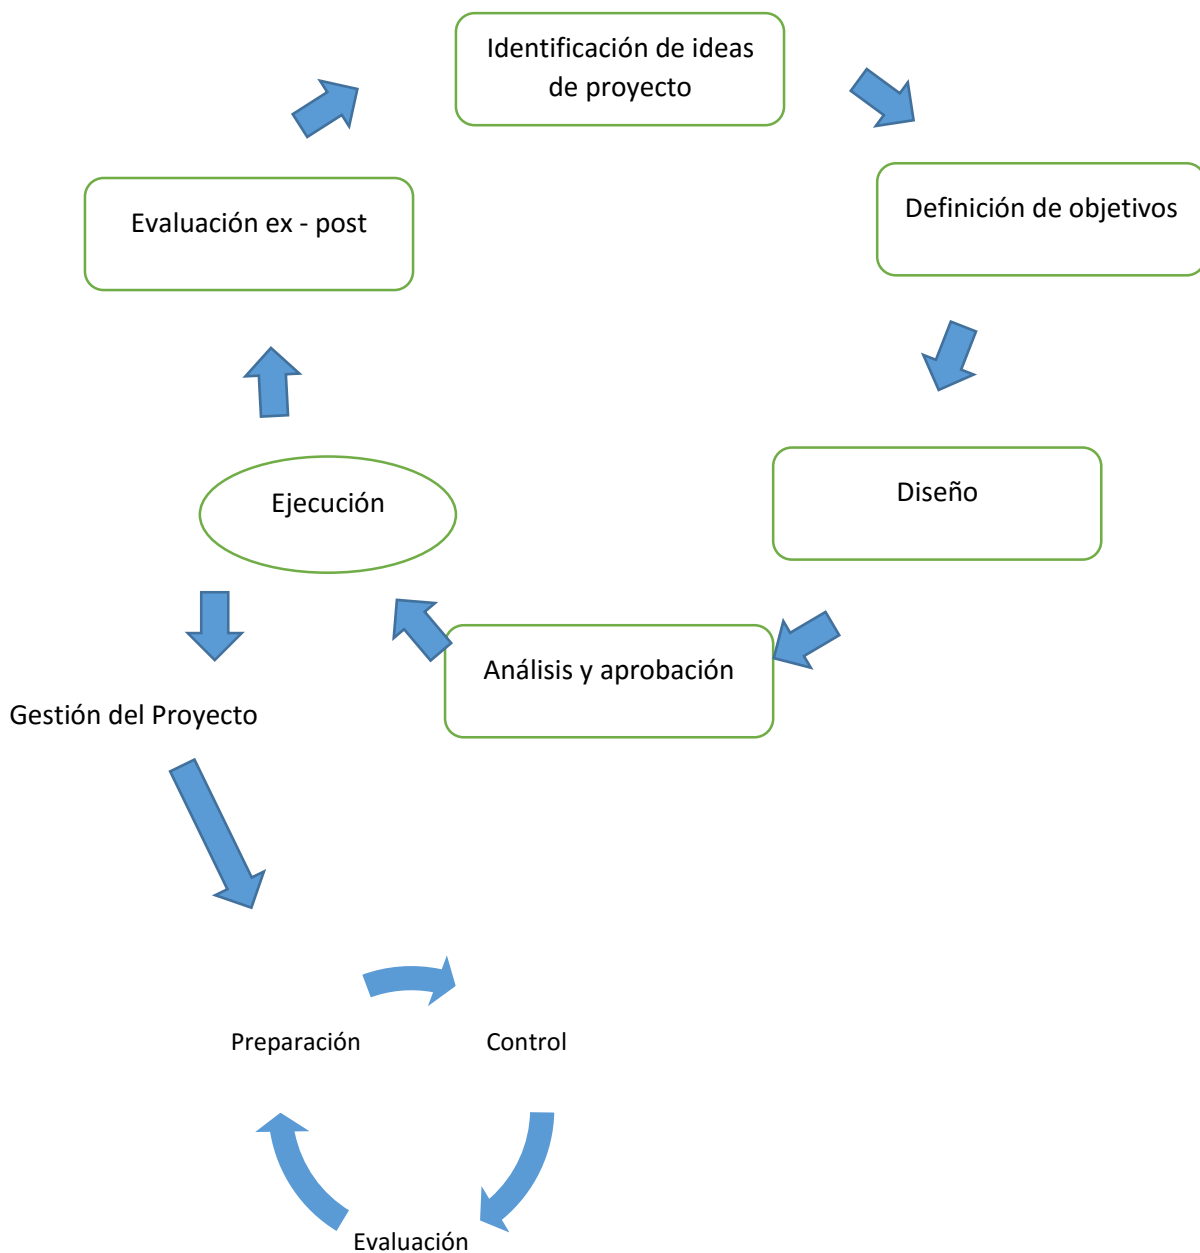 Identificación de ideas
de proyecto
Evaluación ex - post
Definición de objetivos
Ejecución
Diseño
Análisis y aprobación
Gestión del Proyecto
Preparación
Control
Evaluación